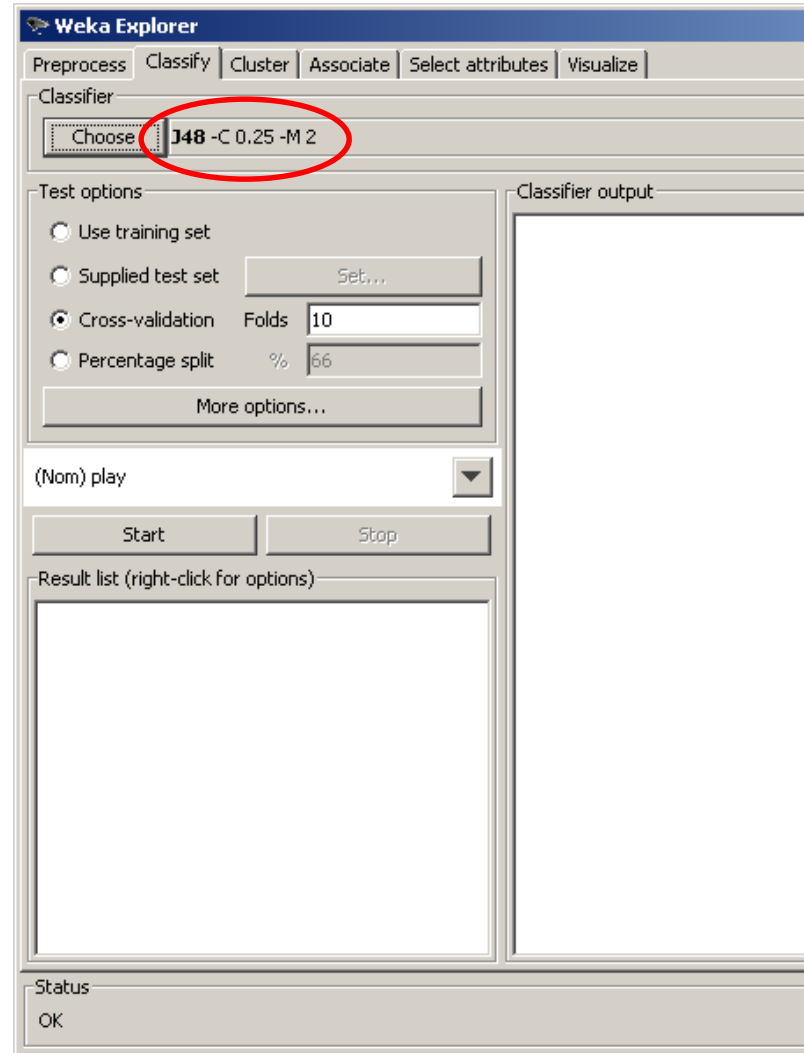 Weka Explorer
Preprocess Classify Cluster Associate Select attributes Visualize
Classifier
Choose J48 -C 0.25 -M 2
Test options
Use training set
Supplied test set Set...
Cross-validation Folds 10
Percentage split % 66
More options...
(Nom) play
Start Stop
Result list (right-click for options)
Classifier output
Status
OK